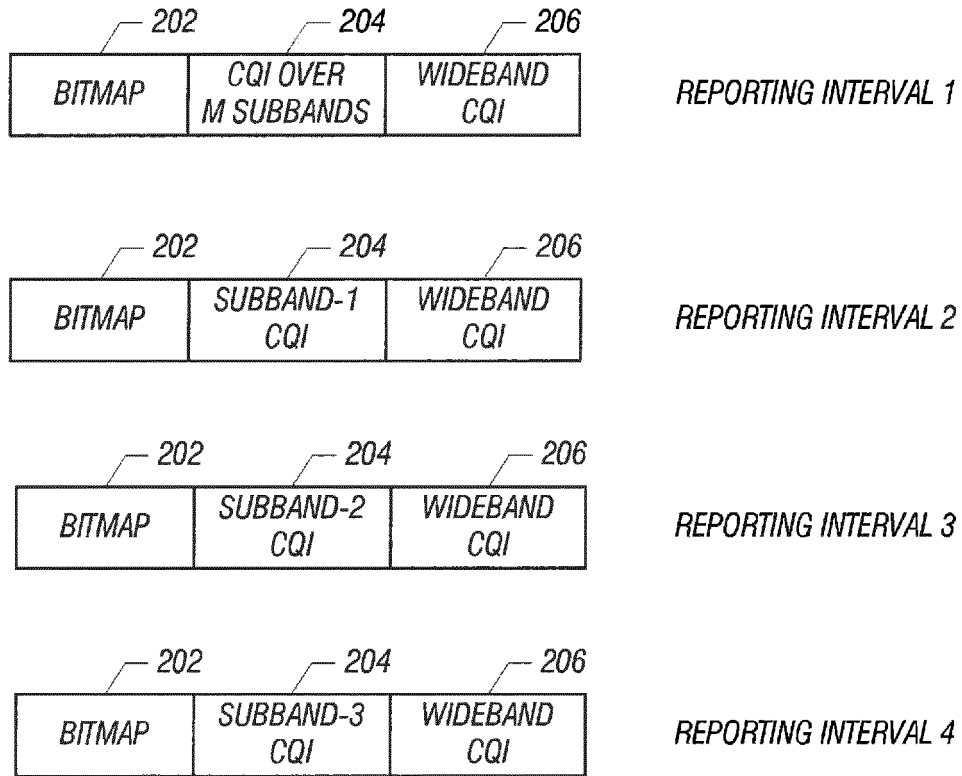 202 204 206
BITMAP CQI OVER M SUBBANDS WIDEBAND CQI REPORTING INTERVAL 1
202 204 206
BITMAP SUBBAND-1 CQI WIDEBAND CQI REPORTING INTERVAL 2
202 204 206
BITMAP SUBBAND-2 CQI WIDEBAND CQI REPORTING INTERVAL 3
202 204 206
BITMAP SUBBAND-3 CQI WIDEBAND CQI REPORTING INTERVAL 4